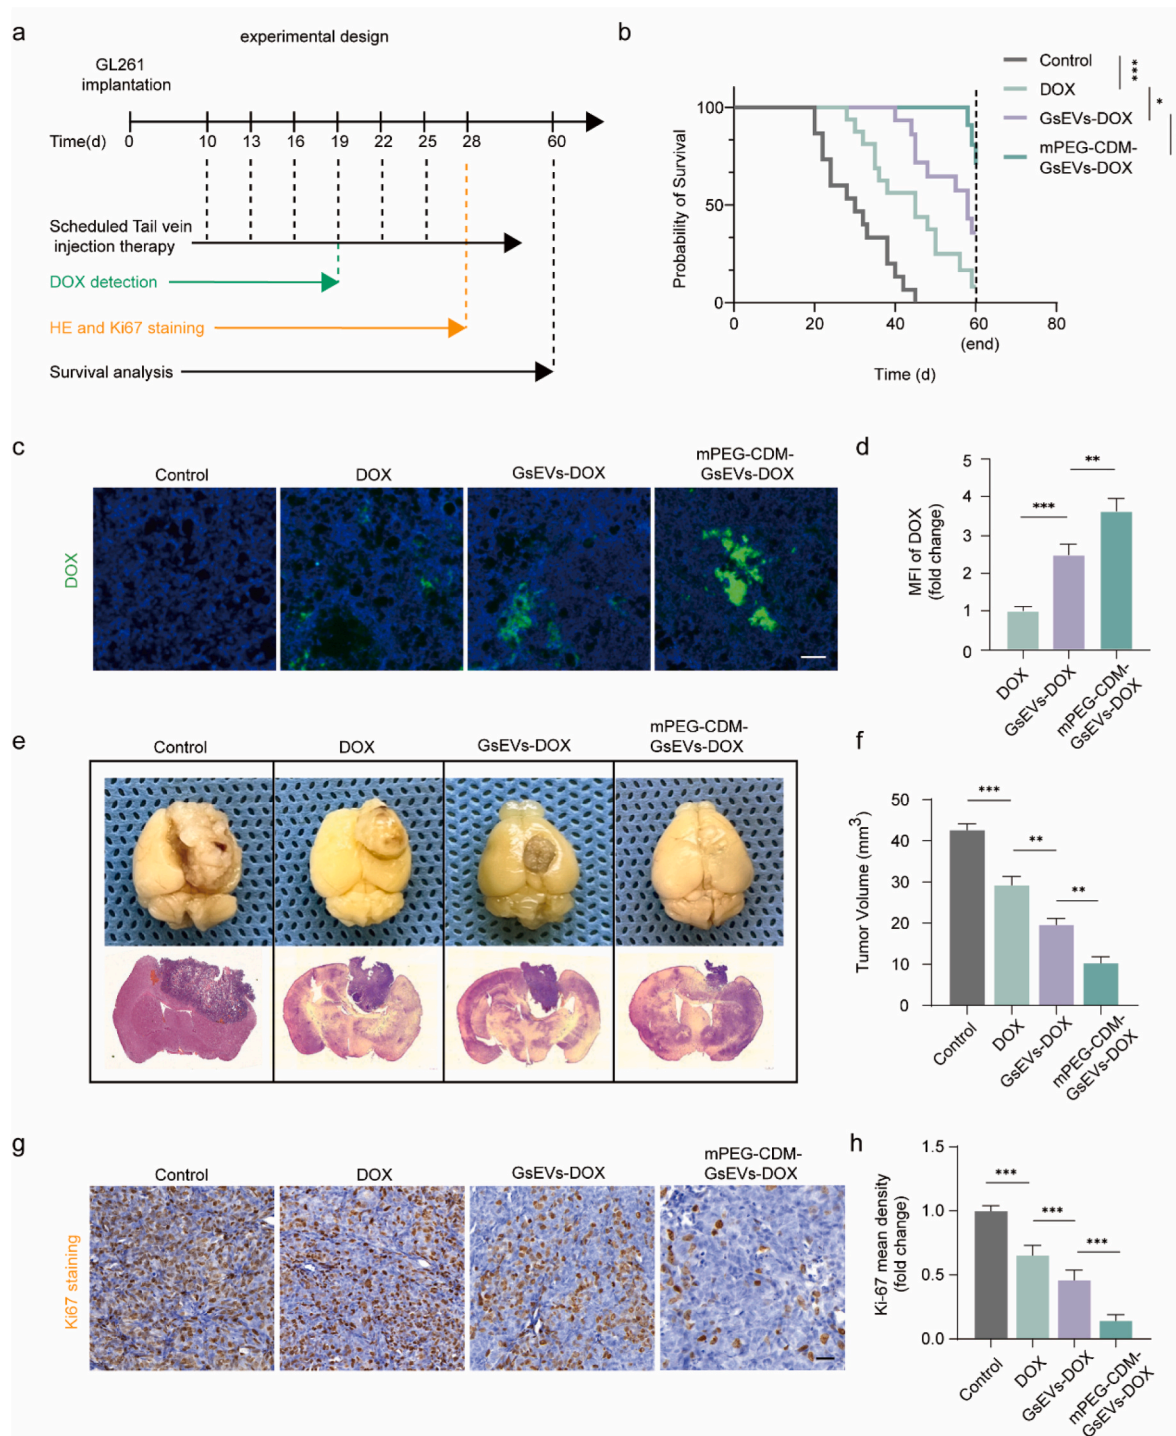 a
experimental design
GL261
implantation
Time(d)
0
10
13
16
19
22
25
28
60
Scheduled Tail vein
injection therapy
DOX detection
HE and Ki67 staining
Survival analysis
b
Control
DOX
GsEVs-DOX
mPEG-CDM-
GsEVs-DOX
***
*
Probability of Survival
100
50
0
0
20
40
60
80
(end)
Time (d)
c
Control
DOX
GsEVs-DOX
mPEG-CDM-
GsEVs-DOX
DOX
d
MFI of DOX
(fold change)
5
4
3
2
1
0
***
**
DOX
GsEVs-DOX
mPEG-CDM-
GsEVs-DOX
e
Control
DOX
GsEVs-DOX
mPEG-CDM-
GsEVs-DOX
f
Tumor Volume (mm3)
50
40
30
20
10
0
***
**
**
Control
DOX
GsEVs-DOX
mPEG-CDM-
GsEVs-DOX
g
Control
DOX
GsEVs-DOX
mPEG-CDM-
GsEVs-DOX
Ki67 staining
h
Ki-67 mean density
(fold change)
1.5
1.0
0.5
0.0
***
***
***
Control
DOX
GsEVs-DOX
mPEG-CDM-
GsEVs-DOX